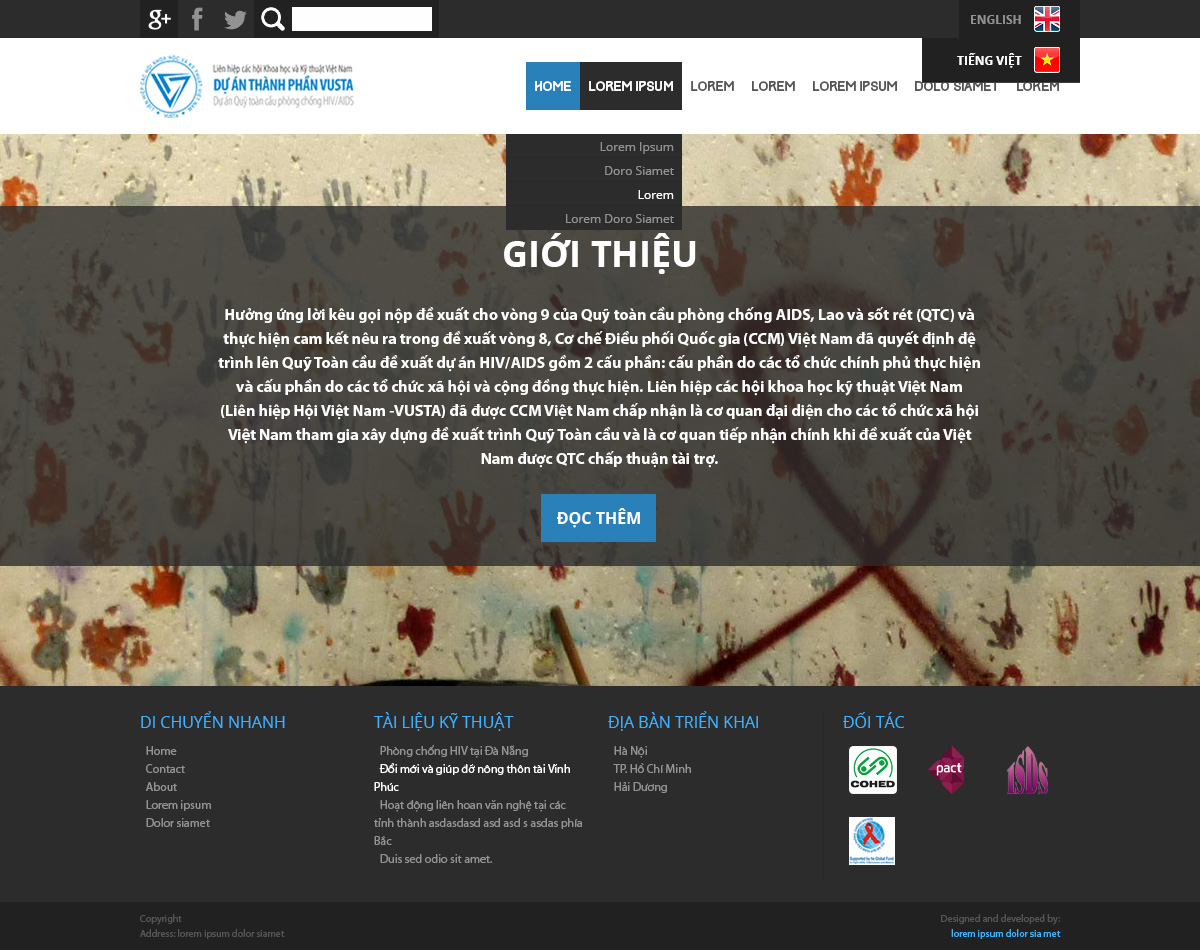 g+ f
ENGLISH
TIẾNG VIỆT
Liên hiệp các hội Khoa học và Kỹ thuật Việt Nam
DỰ ÁN THÀNH PHẦN VUSTA
Dự án Quỹ toàn cầu phòng chống HIV/AIDS
HOME LOREM IPSUM LOREM LOREM LOREM IPSUM DOLO SIAMET LOREM
Lorem Ipsum
Doro Siamet
Lorem
Lorem Doro Siamet
GIỚI THIỆU
Hưởng ứng lời kêu gọi nộp đề xuất cho vòng 9 của Quỹ toàn cầu phòng chống AIDS, Lao và sốt rét (QTC) và
thực hiện cam kết nêu ra trong đề xuất vòng 8, Cơ chế Điều phối Quốc gia (CCM) Việt Nam đã quyết định đệ
trình lên Quỹ Toàn cầu đề xuất dự án HIV/AIDS gồm 2 cấu phần: cấu phần do các tổ chức chính phủ thực hiện
và cấu phần do các tổ chức xã hội và cộng đồng thực hiện. Liên hiệp các hội khoa học kỹ thuật Việt Nam
(Liên hiệp Hội Việt Nam -VUSTA) đã được CCM Việt Nam chấp nhận là cơ quan đại diện cho các tổ chức xã hội
Việt Nam tham gia xây dựng đề xuất trình Quỹ Toàn cầu và là cơ quan tiếp nhận chính khi đề xuất của Việt
Nam được QTC chấp thuận tài trợ.
ĐỌC THÊM
DI CHUYỂN NHANH
Home
Contact
About
Lorem ipsum
Dolor siamet
TÀI LIỆU KỸ THUẬT
Phòng chống HIV tại Đà Nẵng
Đổi mới và giúp đỡ nông thôn tài Vính
Phúc
Hoạt động liên hoan văn nghệ tại các
tỉnh thành asdasdasd asd asd s asdas phía
Bắc
Duis sed odio sit amet.
ĐỊA BÀN TRIỂN KHAI
Hà Nội
TP. Hồ Chí Minh
Hải Dương
ĐỐI TÁC
COHED
pact
Supported by he Global Fund
Copyright
Address: lorem ipsum dolor siamet
Designed and developed by:
lorem ipsum dolor sia met